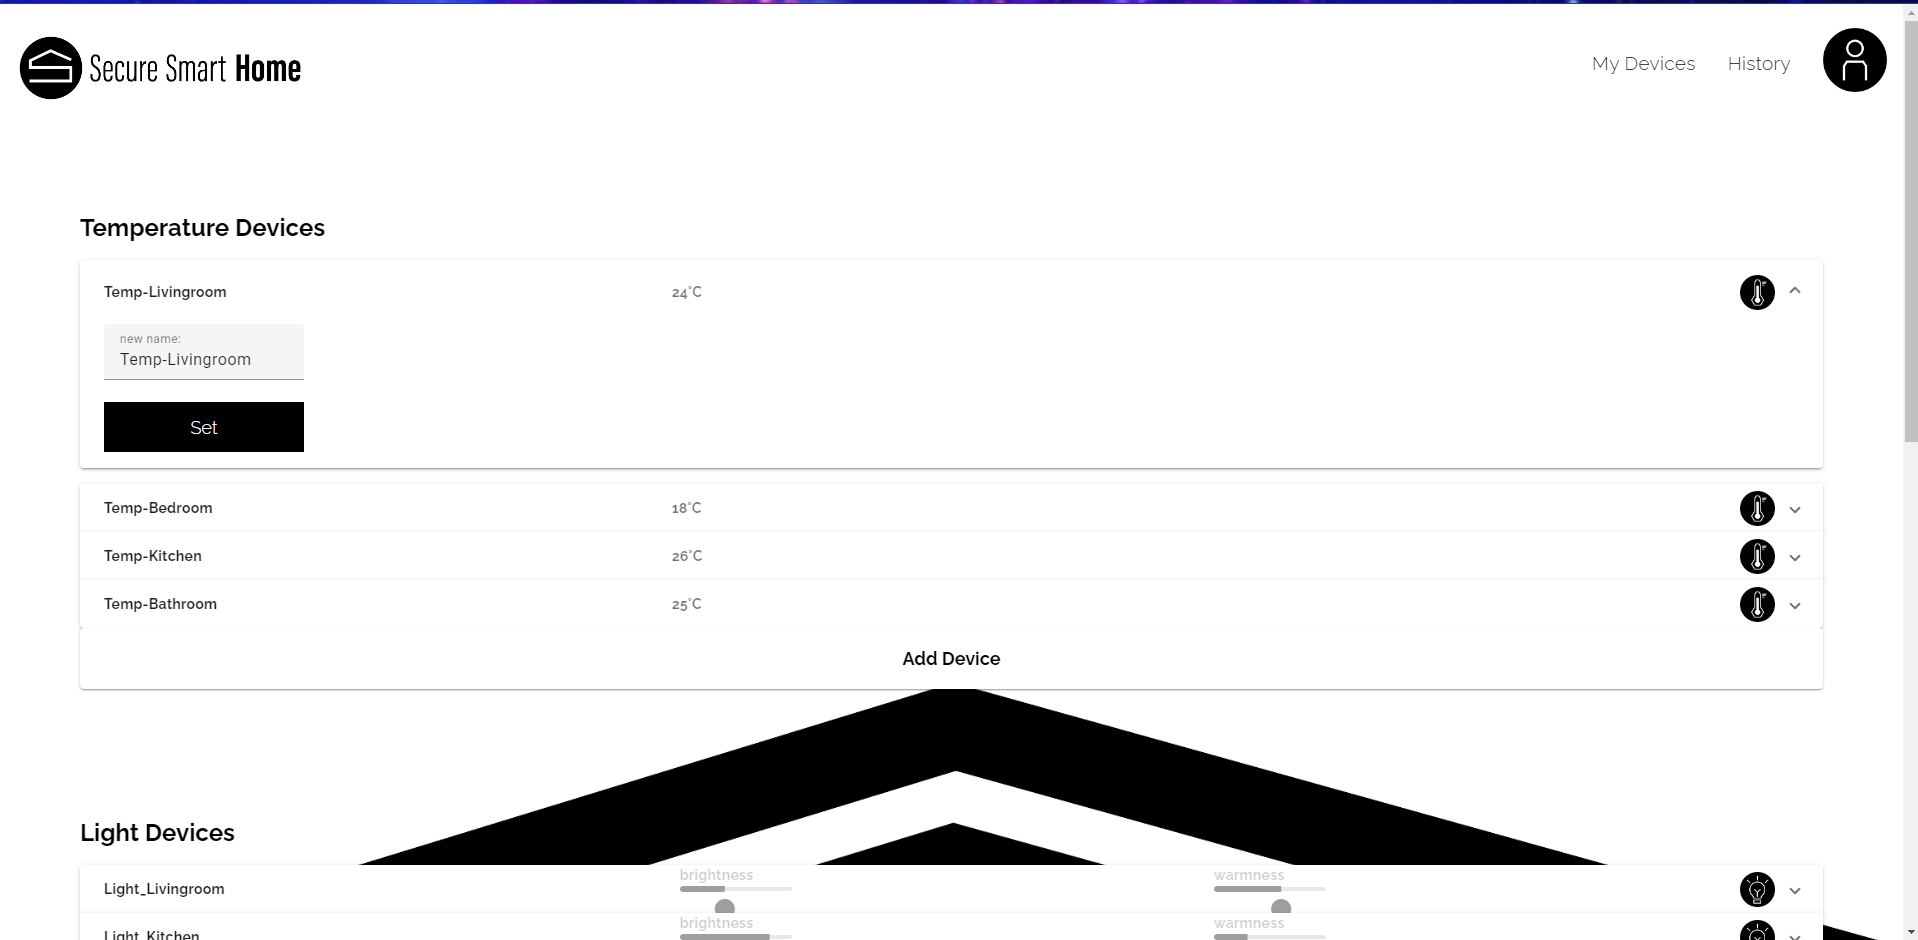 Secure Smart Home
My Devices
History
Temperature Devices
Temp-Livingroom
24°C
new name:
Temp-Livingroom
Set
Temp-Bedroom
18°C
Temp-Kitchen
26°C
Temp-Bathroom
25°C
Add Device
Light Devices
Light_Livingroom
brightness
warmness
Light_Kitchen
brightness
warmness